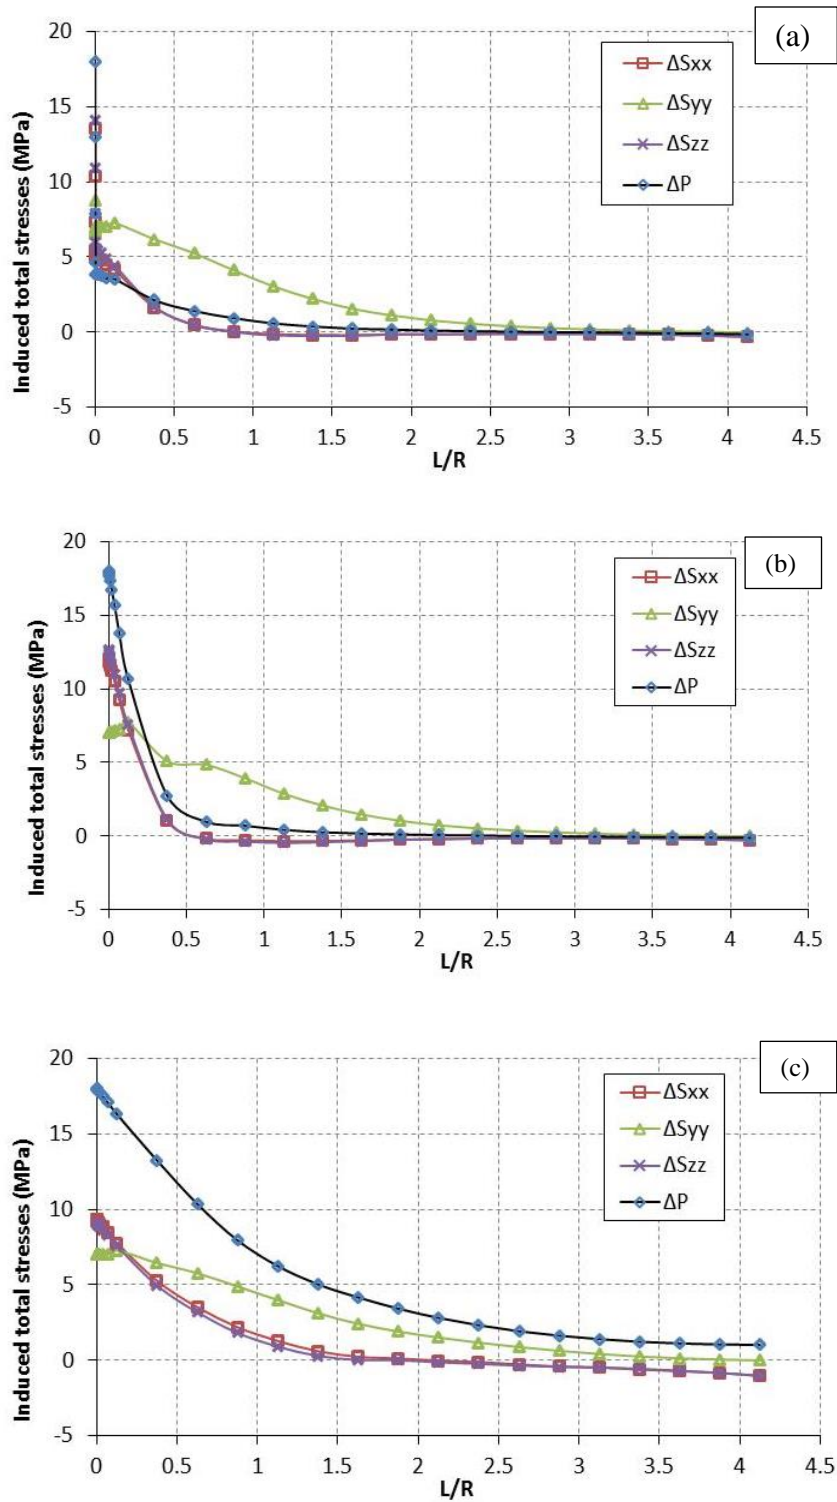 (a)
20
15
10
5
0
-5
Induced total stresses (MPa)
ΔSxx
ΔSyy
ΔSzz
ΔP
0 0.5 1 1.5 2 2.5 3 3.5 4 4.5
L/R
(b)
20
15
10
5
0
-5
Induced total stresses (MPa)
ΔSxx
ΔSyy
ΔSzz
ΔP
0 0.5 1 1.5 2 2.5 3 3.5 4 4.5
L/R
(c)
20
15
10
5
0
-5
Induced total stresses (MPa)
ΔSxx
ΔSyy
ΔSzz
ΔP
0 0.5 1 1.5 2 2.5 3 3.5 4 4.5
L/R